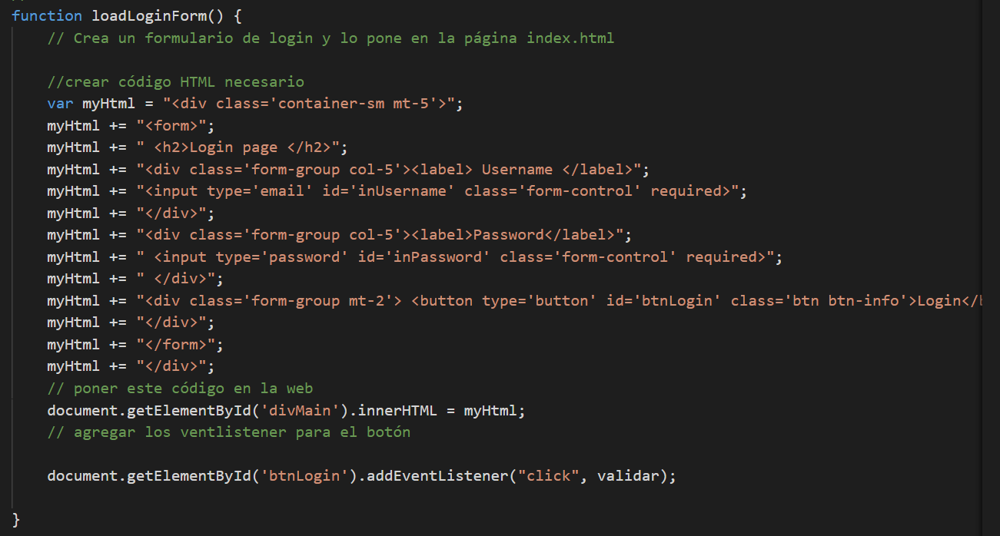 function loadLoginForm() {
// Crea un formulario de login y lo pone en la página index.html
//crear código HTML necesario
var myHtml = "<div class='container-sm mt-5'>";
myHtml += "<form>";
myHtml += " <h2>Login page </h2>";
myHtml += "<div class='form-group col-5'><label> Username </label>";
myHtml += "<input type='email' id='inUsername' class='form-control' required>";
myHtml += "</div>";
myHtml += "<div class='form-group col-5'><label>Password</label>";
myHtml += " <input type='password' id='inPassword' class='form-control' required>";
myHtml += " </div>";
myHtml += "<div class='form-group mt-2'> <button type='button' id='btnLogin' class='btn btn-info'>Login</
myHtml += "</div>";
myHtml += "</form>";
myHtml += "</div>";
// poner este código en la web
document.getElementById('divMain').innerHTML = myHtml;
// agregar los ventlistener para el botón
document.getElementById('btnLogin').addEventListener("click", validar);
}